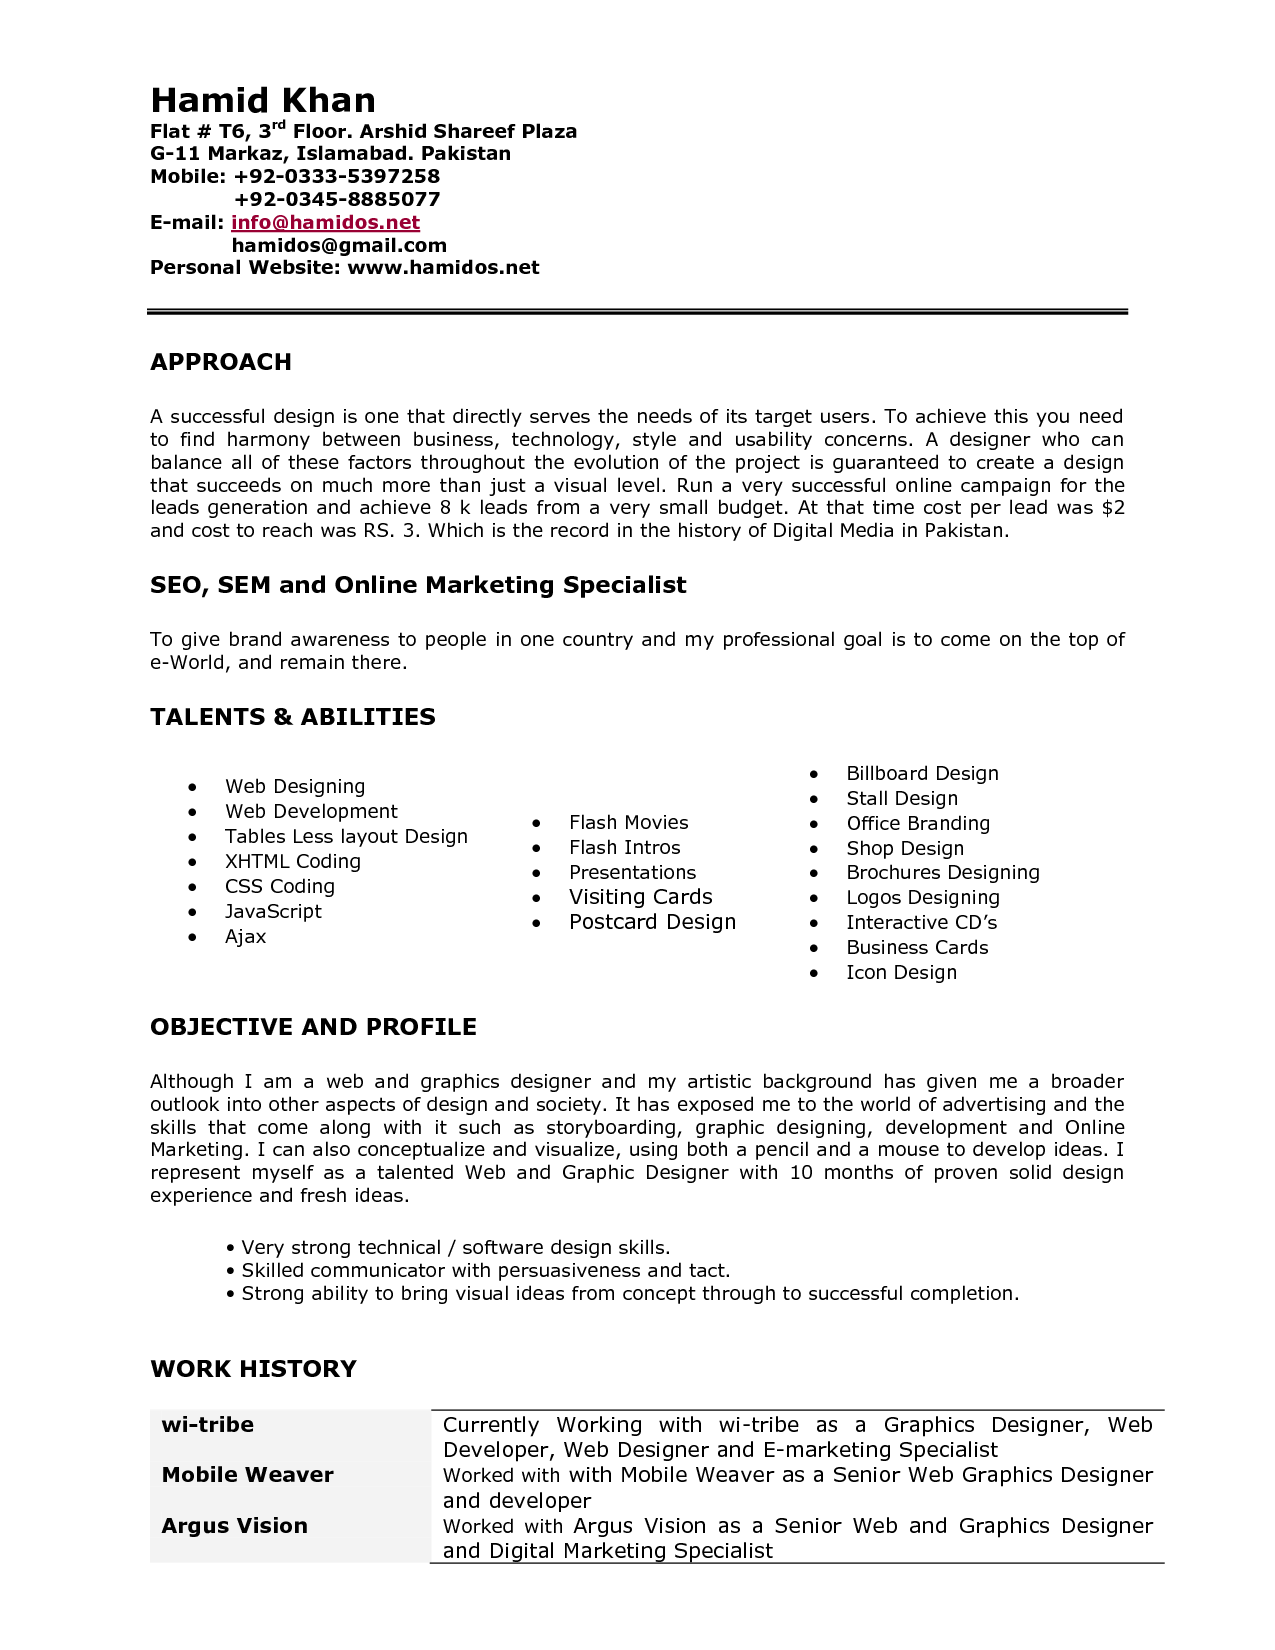 Hamid Khan
Flat # T6, 3rd Floor. Arshid Shareef Plaza
G-11 Markaz, Islamabad. Pakistan
Mobile: +92-0333-5397258
+92-0345-8885077
E-mail: info@hamidos.net
hamidos@gmail.com
Personal Website: www.hamidos.net
APPROACH
A successful design is one that directly serves the needs of its target users. To achieve this you need
to find harmony between business, technology, style and usability concerns. A designer who can
balance all of these factors throughout the evolution of the project is guaranteed to create a design
that succeeds on much more than just a visual level. Run a very successful online campaign for the
leads generation and achieve 8 k leads from a very small budget. At that time cost per lead was $2
and cost to reach was RS. 3. Which is the record in the history of Digital Media in Pakistan.
SEO, SEM and Online Marketing Specialist
To give brand awareness to people in one country and my professional goal is to come on the top of
e-World, and remain there.
TALENTS & ABILITIES
• Web Designing
• Web Development
• Tables Less layout Design
• XHTML Coding
• CSS Coding
• JavaScript
• Ajax
• Flash Movies
• Flash Intros
• Presentations
• Visiting Cards
• Postcard Design
• Billboard Design
• Stall Design
• Office Branding
• Shop Design
• Brochures Designing
• Logos Designing
• Interactive CD’s
• Business Cards
• Icon Design
OBJECTIVE AND PROFILE
Although I am a web and graphics designer and my artistic background has given me a broader
outlook into other aspects of design and society. It has exposed me to the world of advertising and the
skills that come along with it such as storyboarding, graphic designing, development and Online
Marketing. I can also conceptualize and visualize, using both a pencil and a mouse to develop ideas. I
represent myself as a talented Web and Graphic Designer with 10 months of proven solid design
experience and fresh ideas.
• Very strong technical / software design skills.
• Skilled communicator with persuasiveness and tact.
• Strong ability to bring visual ideas from concept through to successful completion.
WORK HISTORY
wi-tribe
Currently Working with wi-tribe as a Graphics Designer, Web
Developer, Web Designer and E-marketing Specialist
Mobile Weaver
Worked with with Mobile Weaver as a Senior Web Graphics Designer
and developer
Argus Vision
Worked with Argus Vision as a Senior Web and Graphics Designer
and Digital Marketing Specialist